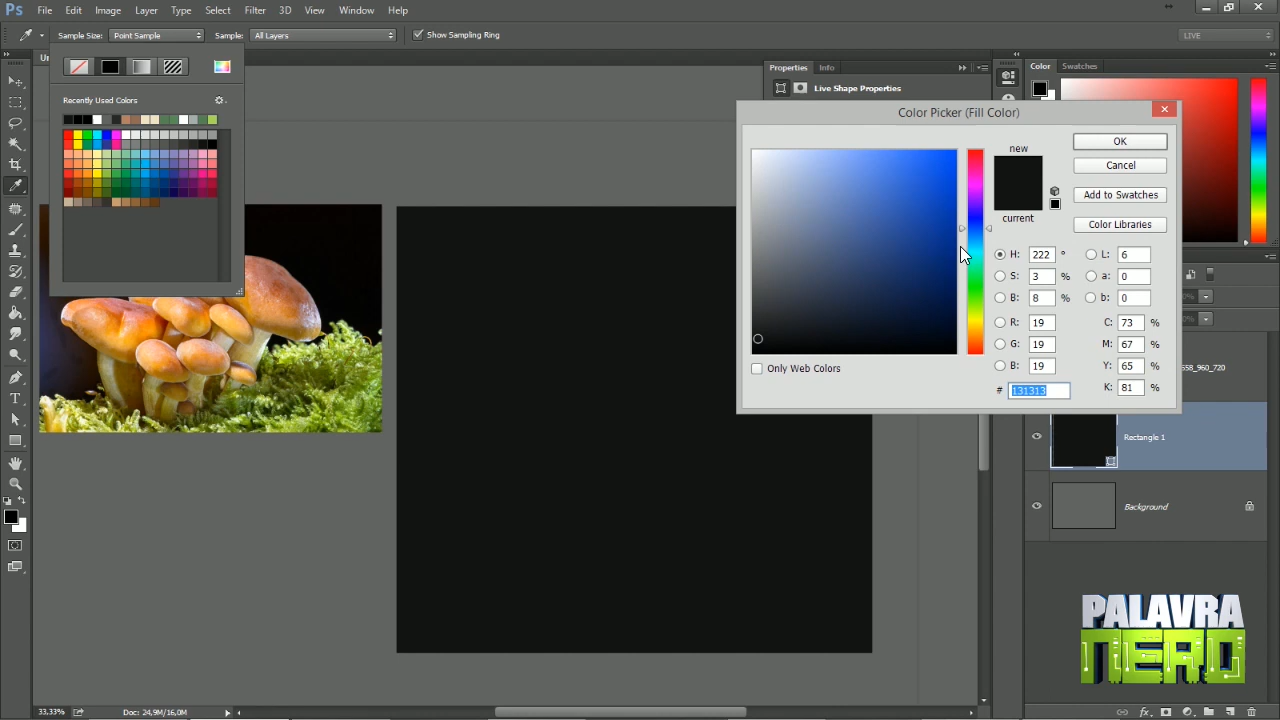 Ps File Edit Image Layer Type Select Filter 3D View Window Help
Sample Size: Point Sample Sample: All Layers Show Sampling Ring LIVE
Recently Used Colors
Properties Info
Live Shape Properties
Color Swatches
Color Picker (Fill Color)
new
current
OK
Cancel
Add to Swatches
Color Libraries
H: 222 °
S: 3 %
B: 8 %
R: 19
G: 19
B: 19
# 131313
L: 6
a: 0
b: 0
C: 73 %
M: 67 %
Y: 65 %
K: 81 %
Only Web Colors
58_960_720
Rectangle 1
Background
PALAVRA
NERD
33,33% Doc: 24,9M/16,0M